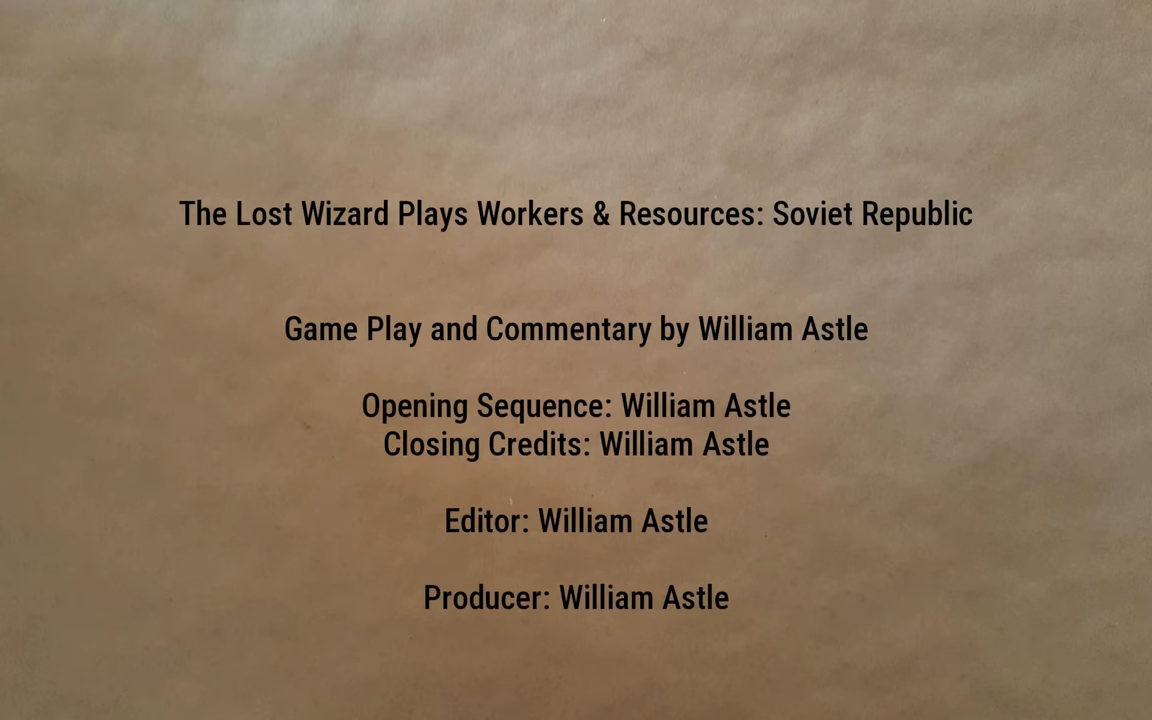 The Lost Wizard Plays Workers & Resources: Soviet Republic
Game Play and Commentary by William Astle
Opening Sequence: William Astle
Closing Credits: William Astle
Editor: William Astle
Producer: William Astle